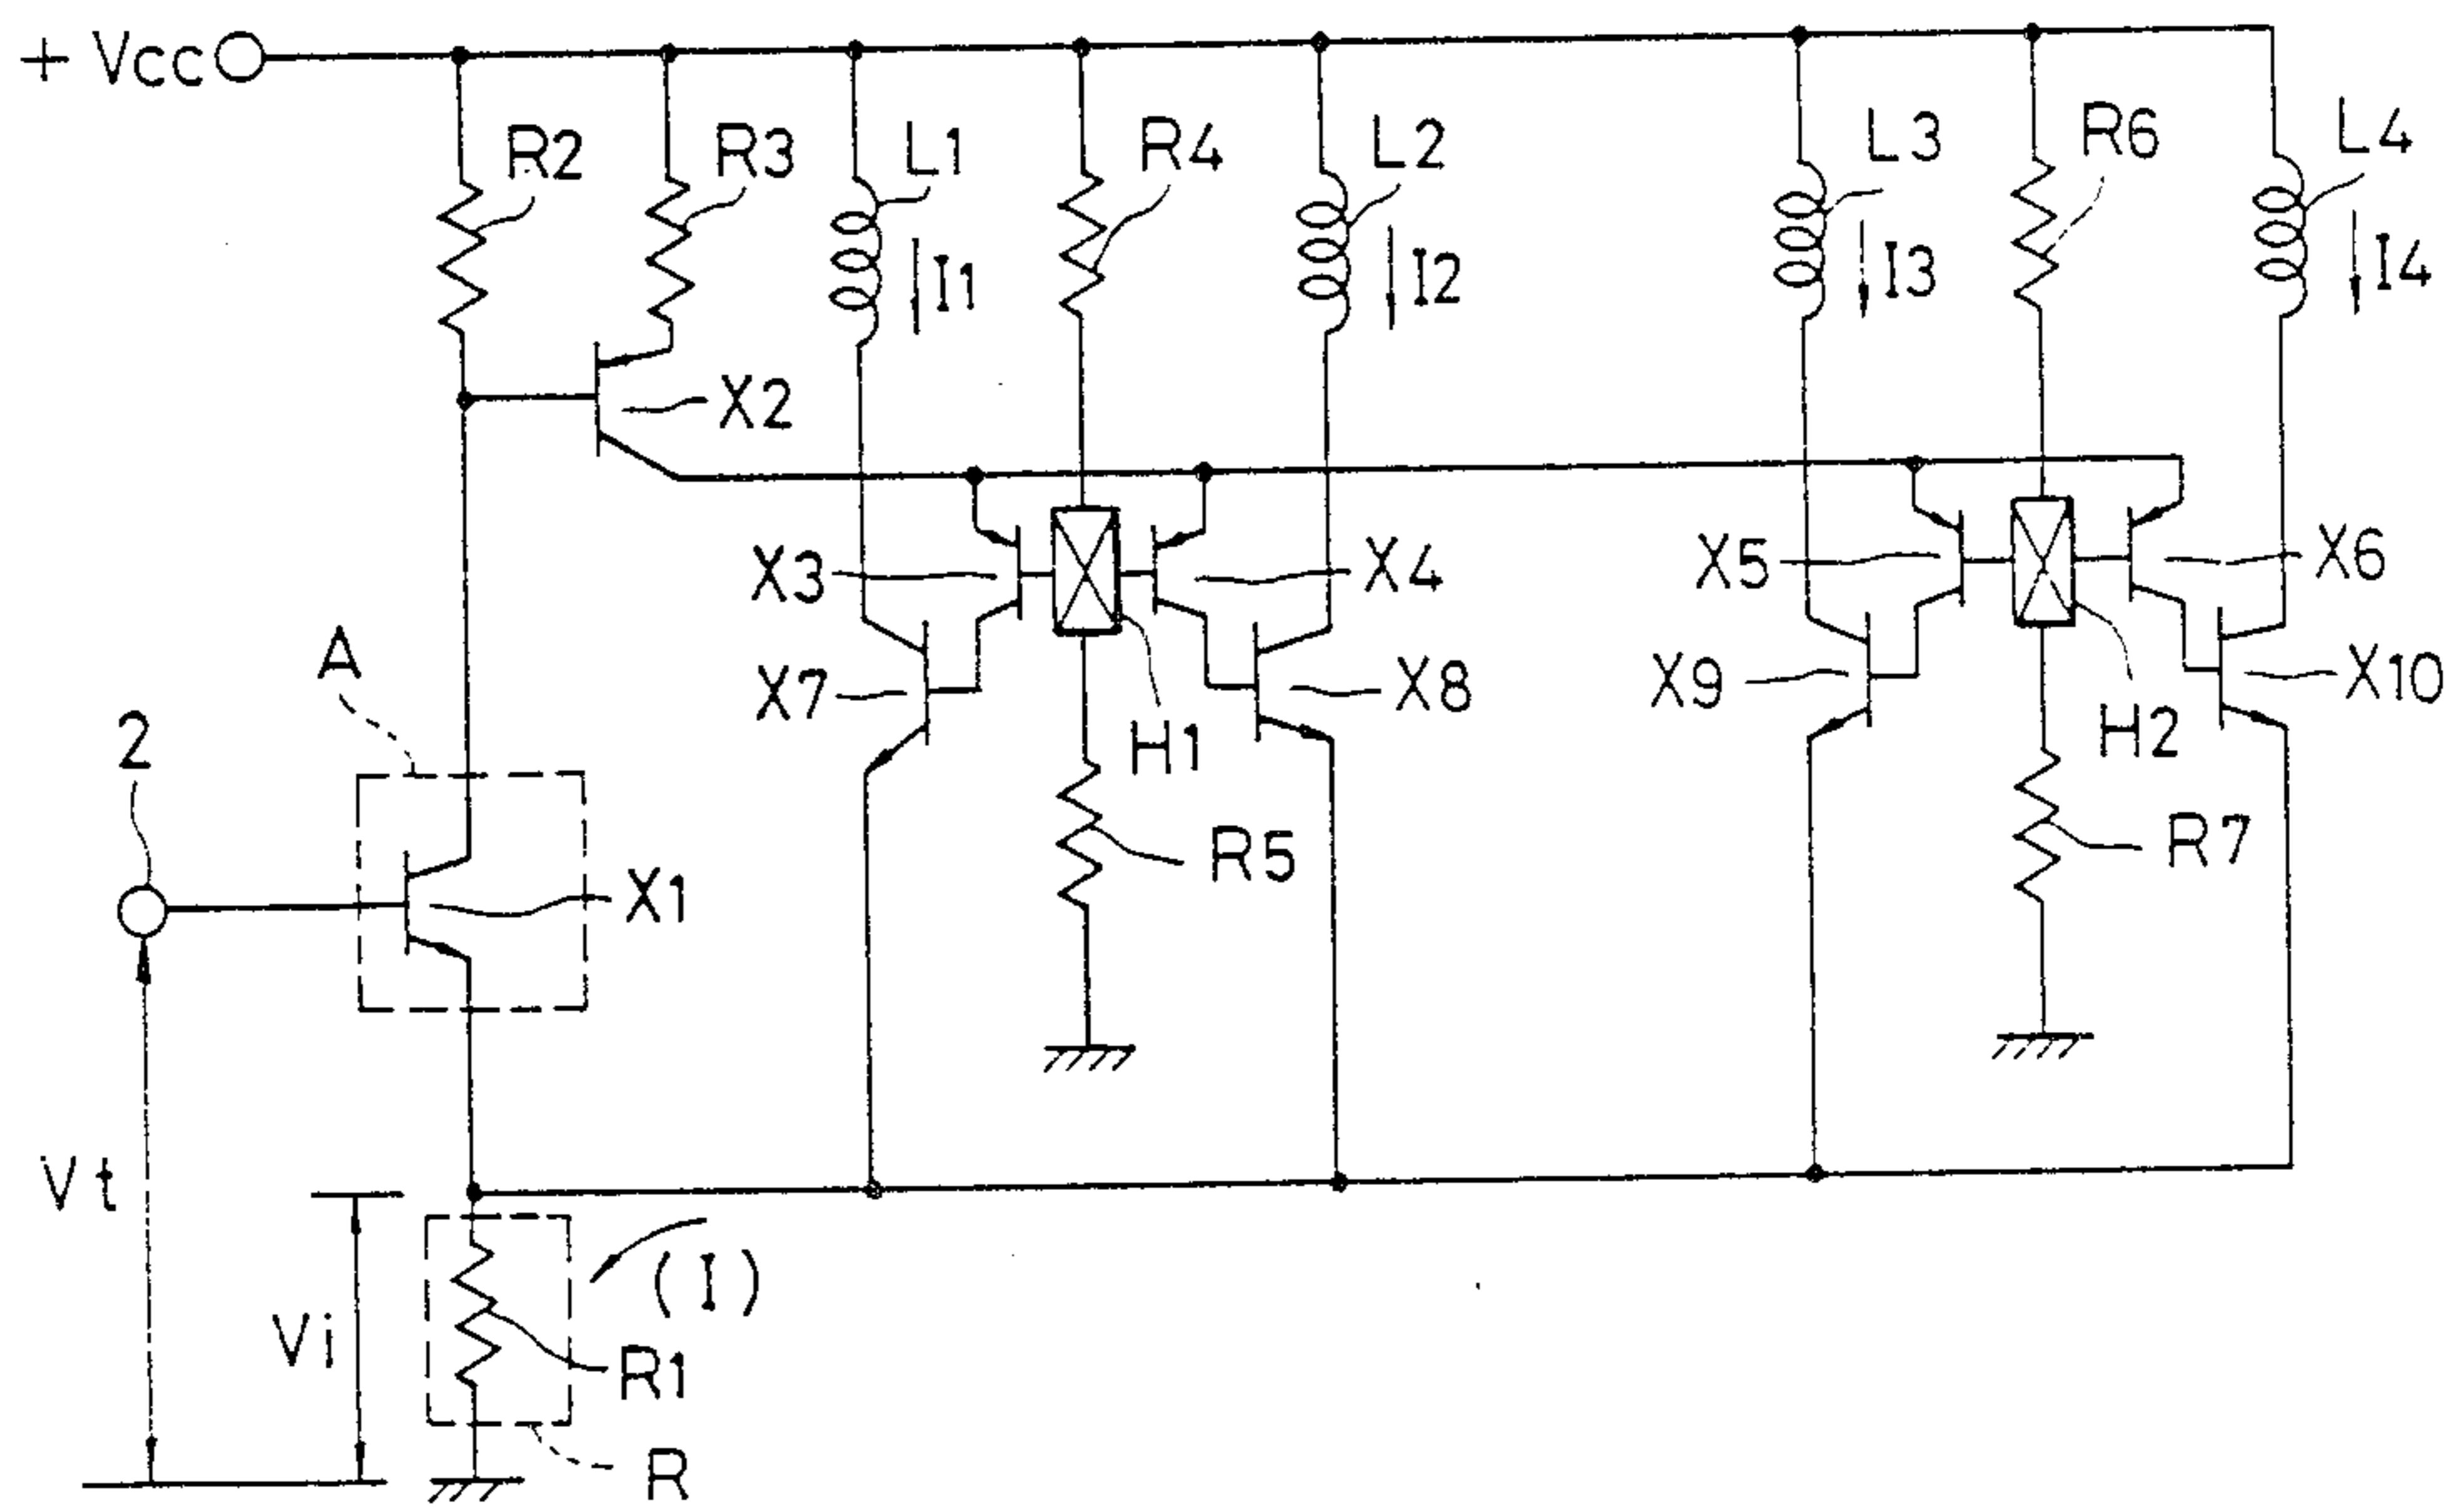 + Vcc
R2
R3
L1
R4
L2
L3
R6
L4
I1
I2
I3
I4
X2
X3
X4
X5
X6
A
X7
X8
X9
X10
2
H1
H2
R5
R7
X1
Vt
(I)
Vi
R1
R